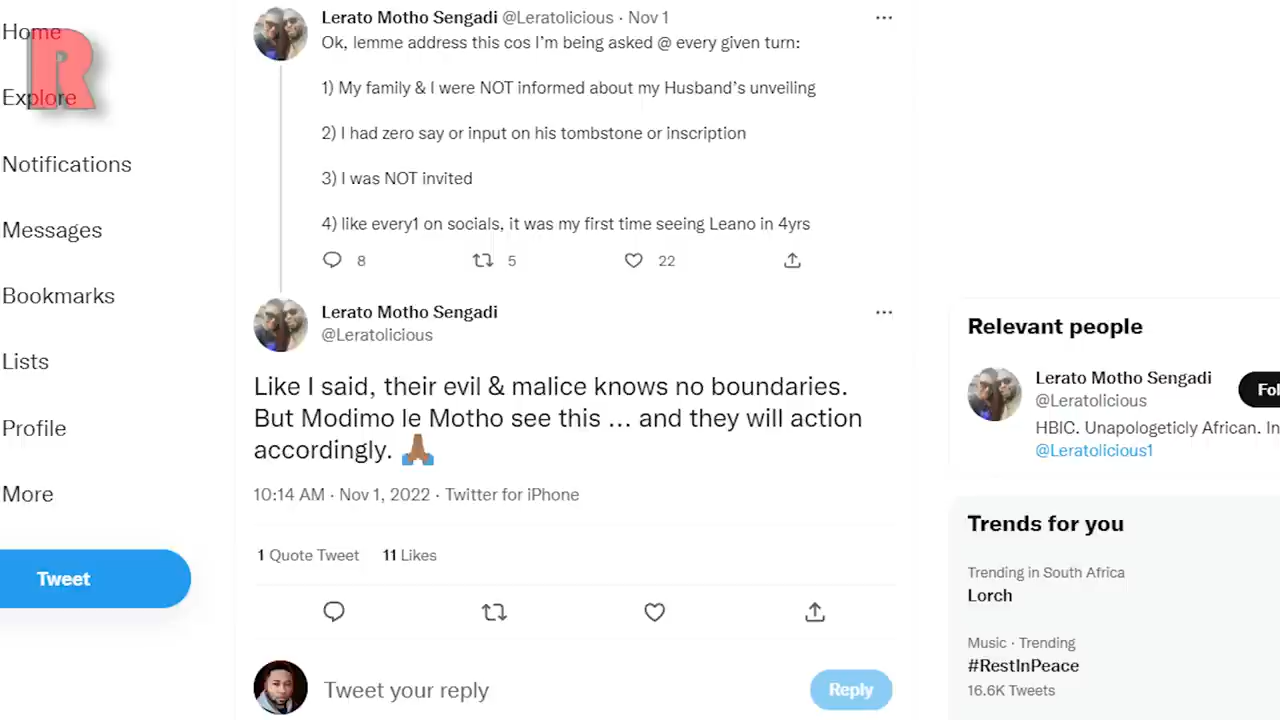 R
Home
Explore
Notifications
Messages
Bookmarks
Lists
Profile
More
Tweet
Lerato Motho Sengadi @Leratolicious · Nov 1
Ok, lemme address this cos I'm being asked @ every given turn:
1) My family & I were NOT informed about my Husband's unveiling
2) I had zero say or input on his tombstone or inscription
3) I was NOT invited
4) like every1 on socials, it was my first time seeing Leano in 4yrs
8 5 22
Lerato Motho Sengadi
@Leratolicious
Like I said, their evil & malice knows no boundaries.
But Modimo le Motho see this ... and they will action
accordingly. 🙏🏾
10:14 AM · Nov 1, 2022 · Twitter for iPhone
1 Quote Tweet 11 Likes
Tweet your reply
Reply
Relevant people
Lerato Motho Sengadi
@Leratolicious
Fol
HBIC. Unapologeticly African. In
@Leratolicious1
Trends for you
Trending in South Africa
Lorch
Music · Trending
#RestInPeace
16.6K Tweets